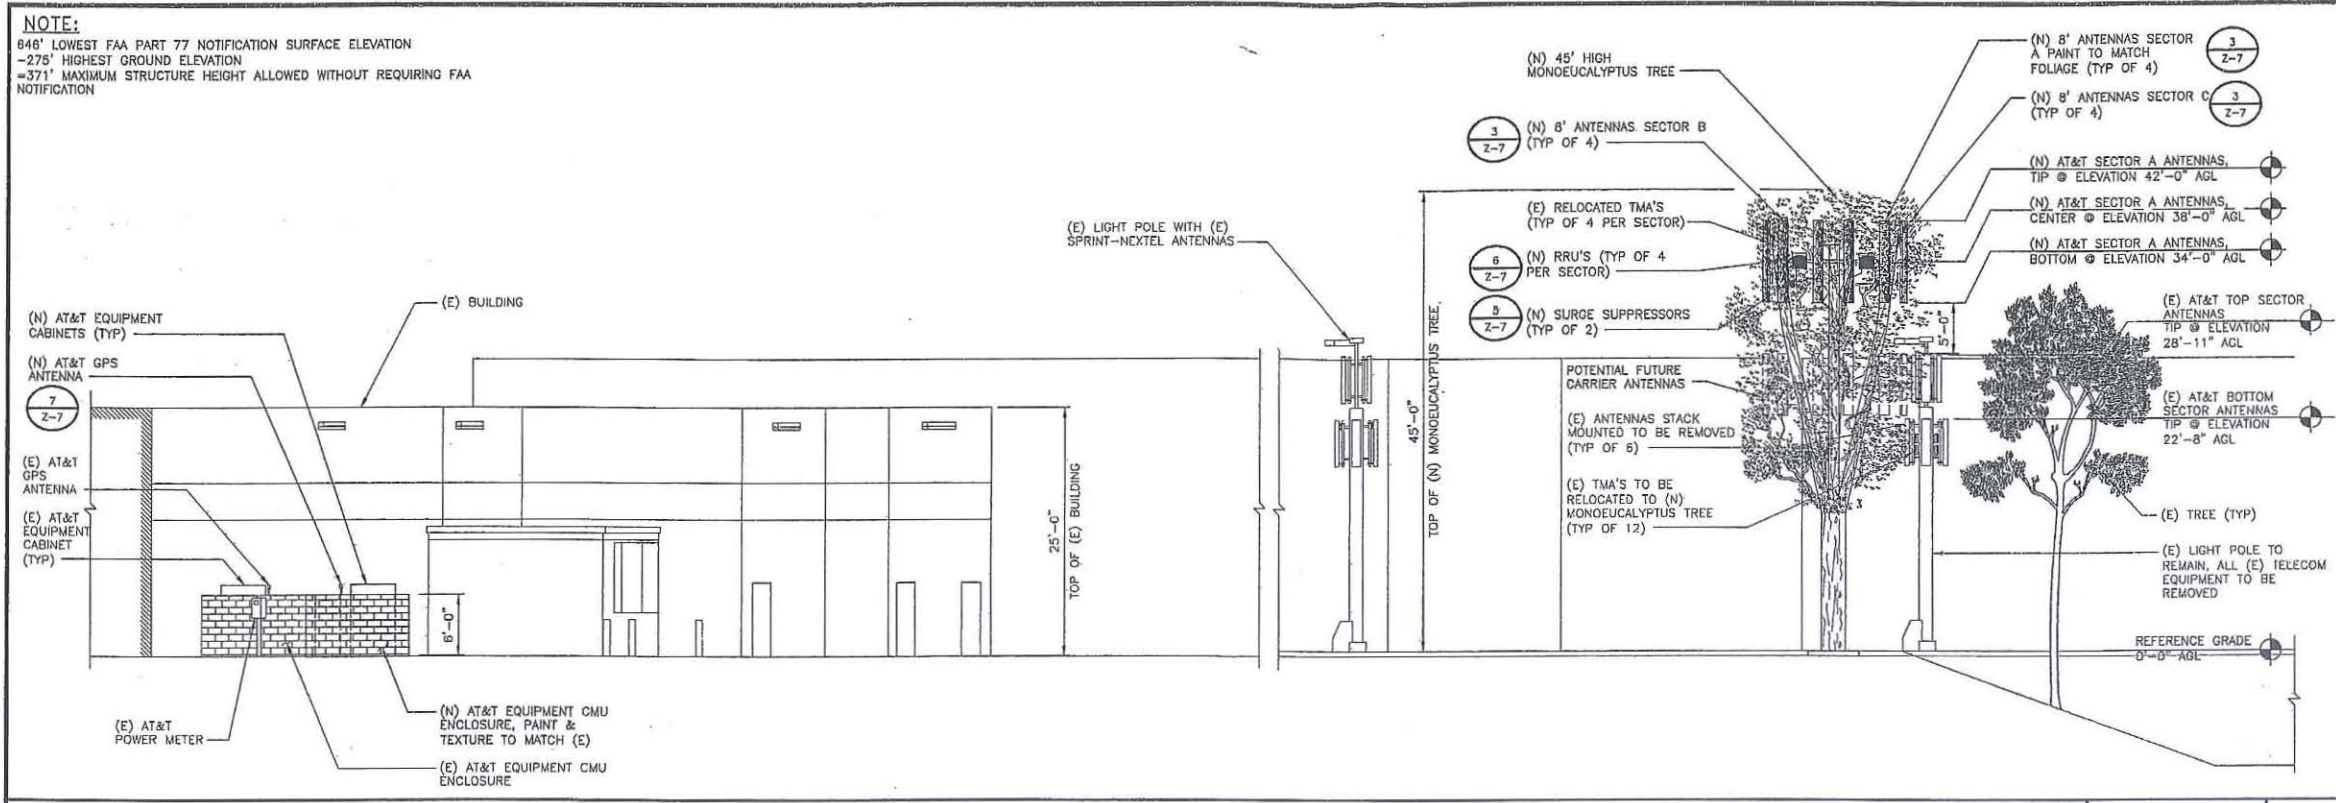 NOTE:
646' LOWEST FAA PART 77 NOTIFICATION SURFACE ELEVATION
-275' HIGHEST GROUND ELEVATION
=371' MAXIMUM STRUCTURE HEIGHT ALLOWED WITHOUT REQUIRING FAA
NOTIFICATION
(N) AT&T EQUIPMENT
CABINETS (TYP)
(N) AT&T GPS
ANTENNA
7
Z-7
(E) AT&T
GPS
ANTENNA
(E) AT&T
EQUIPMENT
CABINET
(TYP)
(E) AT&T
POWER METER
(E) BUILDING
6'-0"
(N) AT&T EQUIPMENT CMU
ENCLOSURE, PAINT &
TEXTURE TO MATCH (E)
(E) AT&T EQUIPMENT CMU
ENCLOSURE
25'-0"
TOP OF (E) BUILDING
(E) LIGHT POLE WITH (E)
SPRINT-NEXTEL ANTENNAS
45'-0"
TOP OF (N) MONOEUCALYPTUS TREE
(N) 45' HIGH
MONOEUCALYPTUS TREE
3
Z-7
(N) 8' ANTENNAS SECTOR B
(TYP OF 4)
(E) RELOCATED TMA'S
(TYP OF 4 PER SECTOR)
6
Z-7
(N) RRU'S (TYP OF 4
PER SECTOR)
5
Z-7
(N) SURGE SUPPRESSORS
(TYP OF 2)
POTENTIAL FUTURE
CARRIER ANTENNAS
(E) ANTENNAS STACK
MOUNTED TO BE REMOVED
(TYP OF 6)
(E) TMA'S TO BE
RELOCATED TO (N)
MONOEUCALYPTUS TREE
(TYP OF 12)
(N) 8' ANTENNAS SECTOR
A PAINT TO MATCH
FOLIAGE (TYP OF 4)
3
Z-7
(N) 8' ANTENNAS SECTOR C
(TYP OF 4)
3
Z-7
(N) AT&T SECTOR A ANTENNAS,
TIP @ ELEVATION 42'-0" AGL
(N) AT&T SECTOR A ANTENNAS,
CENTER @ ELEVATION 38'-0" AGL
(N) AT&T SECTOR A ANTENNAS,
BOTTOM @ ELEVATION 34'-0" AGL
5'-0"
(E) AT&T TOP SECTOR
ANTENNAS
TIP @ ELEVATION
28'-11" AGL
(E) AT&T BOTTOM
SECTOR ANTENNAS
TIP @ ELEVATION
22'-8" AGL
(E) TREE (TYP)
(E) LIGHT POLE TO
REMAIN, ALL (E) TELECOM
EQUIPMENT TO BE
REMOVED
REFERENCE GRADE
0'-0" AGL